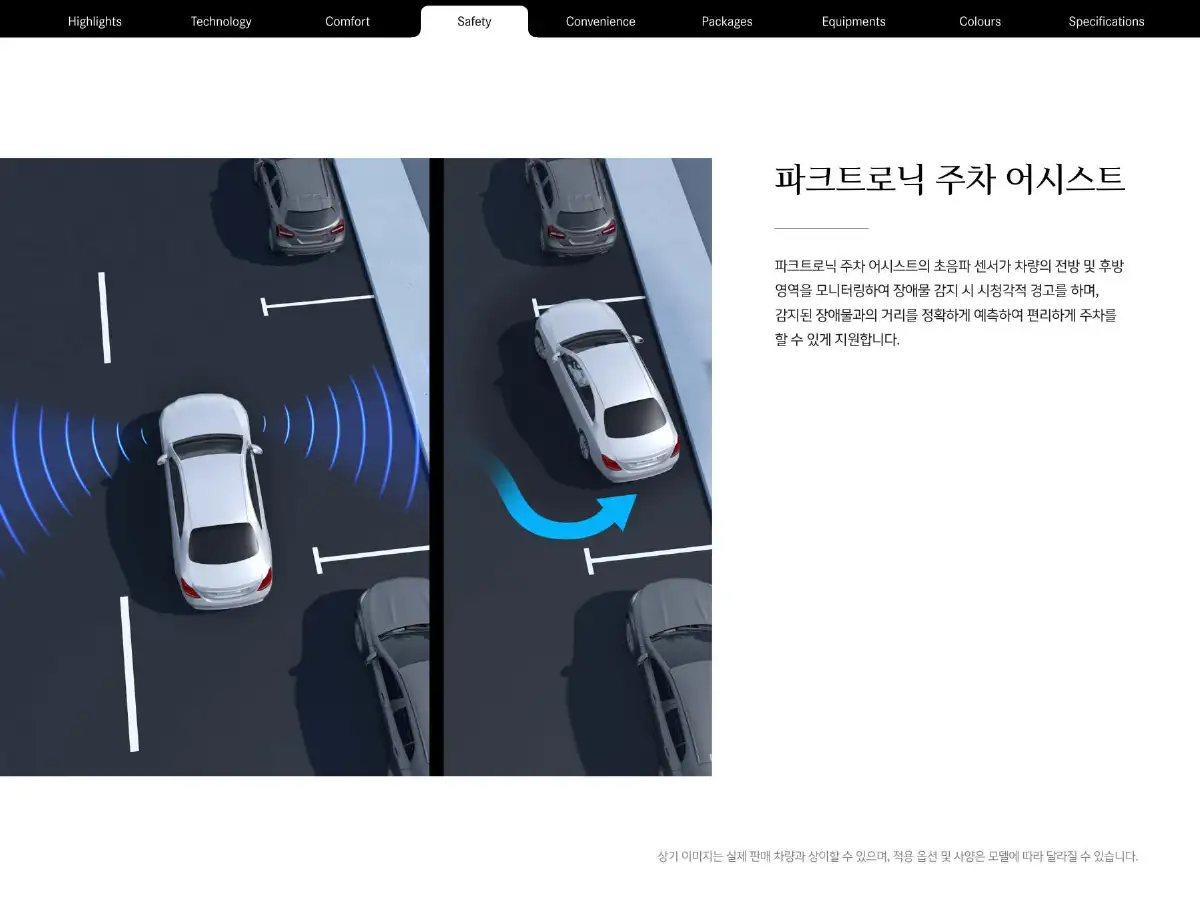 Highlights Technology Comfort Safety Convenience Packages Equipments Colours Specifications
파크트로닉 주차 어시스트
파크트로닉 주차 어시스트의 초음파 센서가 차량의 전방 및 후방
영역을 모니터링하여 장애물 감지 시 시청각적 경고를 하며,
감지된 장애물과의 거리를 정확하게 예측하여 편리하게 주차를
할 수 있게 지원합니다.
상기 이미지는 실제 판매 차량과 상이할 수 있으며, 적용 옵션 및 사양은 모델에 따라 달라질 수 있습니다.